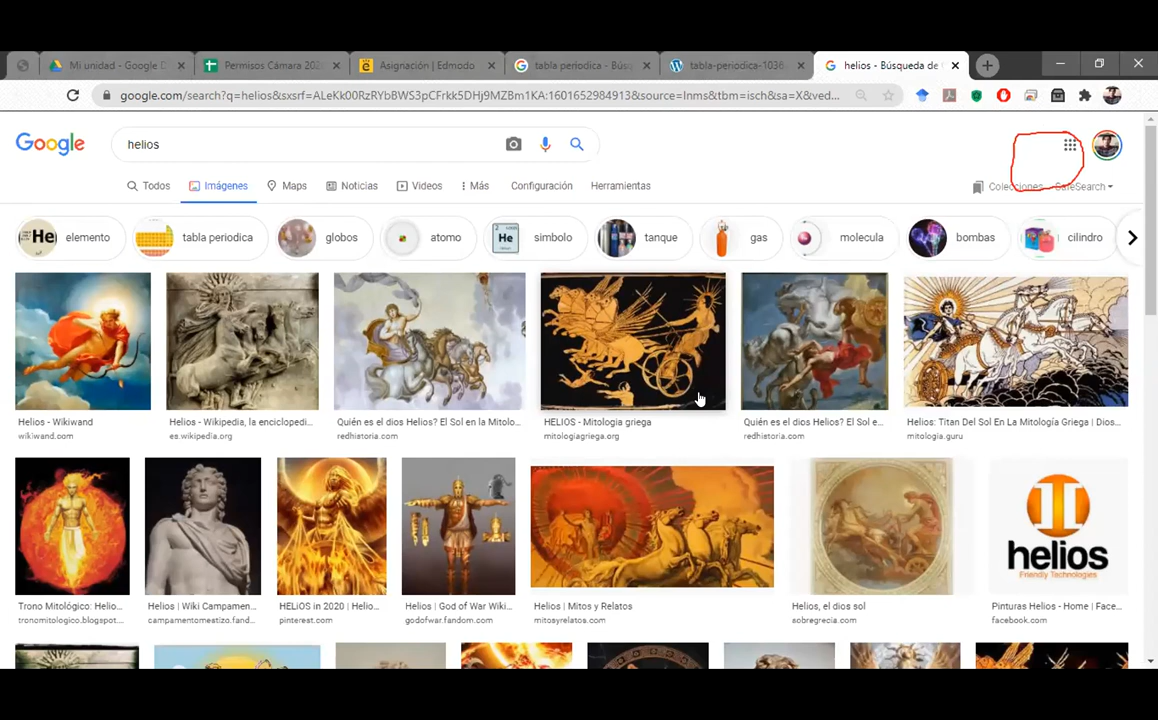 Mi unidad - Google D
Permisos Cámara 202
Asignación | Edmodo
tabla periodica - Bús
tabla-periodica-1036
helios - Búsqueda de
google.com/search?q=helios&sxsrf=ALeKk00RzRYbBWS3pCFrkk5DHj9MZBm1KA:1601652984913&source=lnms&tbm=isch&sa=X&ved...
Google
helios
Todos
Imágenes
Maps
Noticias
Videos
Más
Configuración
Herramientas
Colecciones
SafeSearch
He elemento
tabla periodica
globos
atomo
He simbolo
tanque
gas
molecula
bombas
cilindro
Helios - Wikiwand
wikiwand.com
Helios - Wikipedia, la enciclopedi...
es.wikipedia.org
Quién es el dios Helios? El Sol en la Mitolo...
redhistoria.com
HELIOS - Mitologia griega
mitologiagriega.org
Quién es el dios Helios? El Sol e...
redhistoria.com
Helios: Titan Del Sol En La Mitología Griega | Dios...
mitologia.guru
helios
Friendly Technologies
Trono Mitológico: Helio...
tronomitologico.blogspot...
Helios | Wiki Campamen...
campamentomestizo.fand...
HELiOS in 2020 | Helio...
pinterest.com
Helios | God of War Wiki...
godofwar.fandom.com
Helios | Mitos y Relatos
mitosyrelatos.com
Helios, el dios sol
sobregrecia.com
Pinturas Helios - Home | Face...
facebook.com